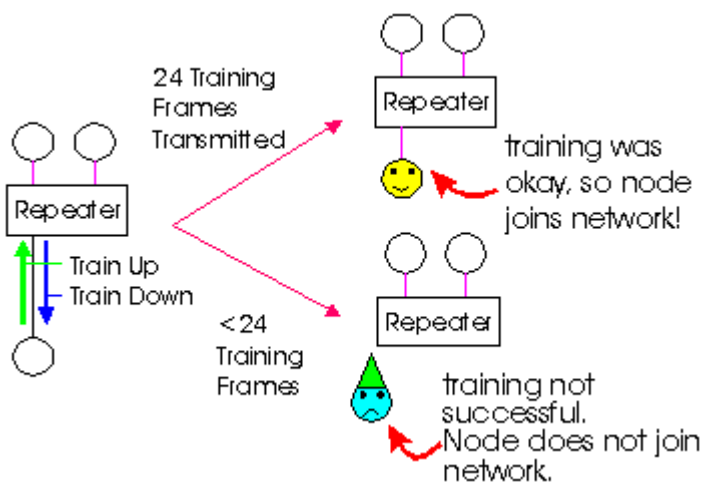 24 Training
Frames
Transmitted
Repeater
training was
okay, so node
joins network!
Repeater
Train Up
Train Down
<24
Training
Frames
Repeater
training not
successful.
Node does not join
network.